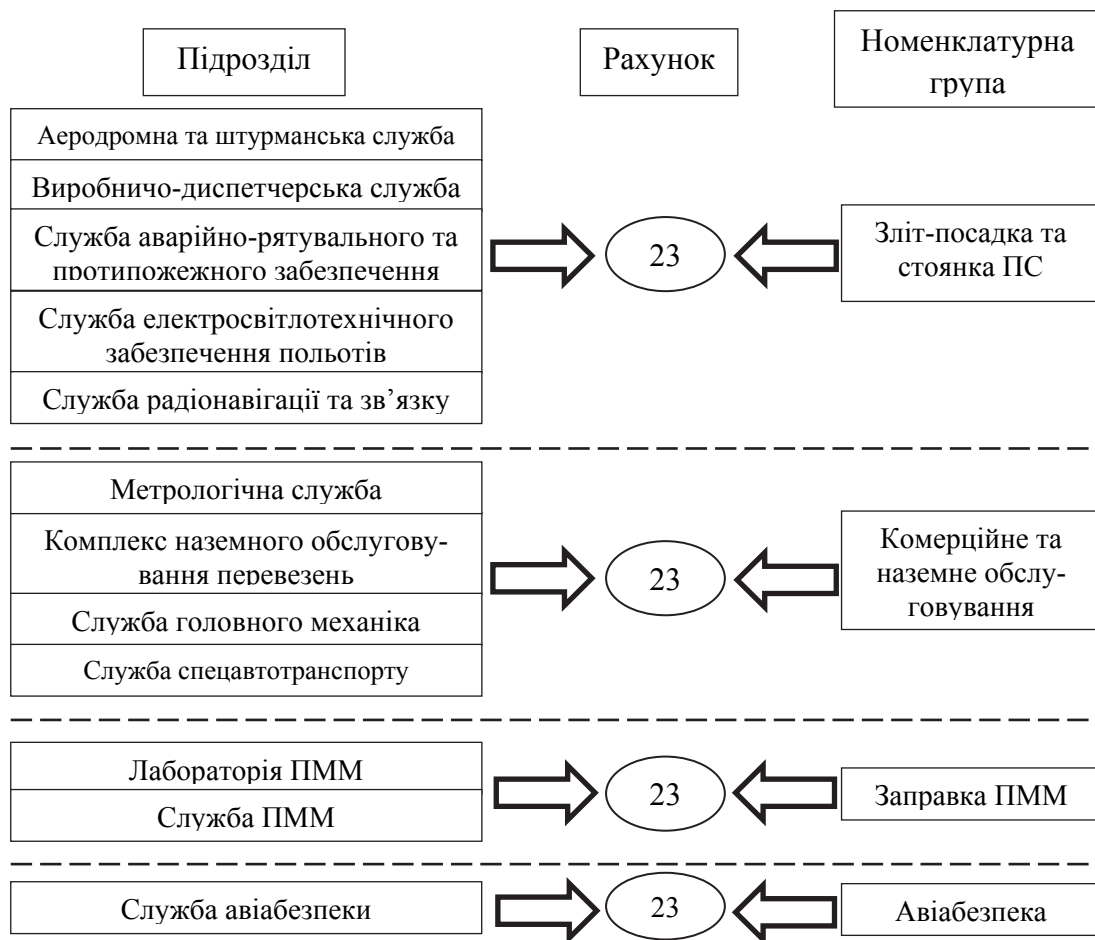 Підрозділ
Рахунок
Номенклатурна
група
Аеродромна та штурманська служба
Виробничо-диспетчерська служба
Служба аварійно-рятувального та
протипожежного забезпечення
Служба електросвітлотехнічного
забезпечення польотів
Служба радіонавігації та зв’язку
23
Зліт-посадка та
стоянка ПС
Метрологічна служба
Комплекс наземного обслугову-
вання перевезень
Служба головного механіка
Служба спецавтотранспорту
23
Комерційне та
наземне обслу-
говування
Лабораторія ПММ
Служба ПММ
23
Заправка ПММ
Служба авіабезпеки
23
Авіабезпека